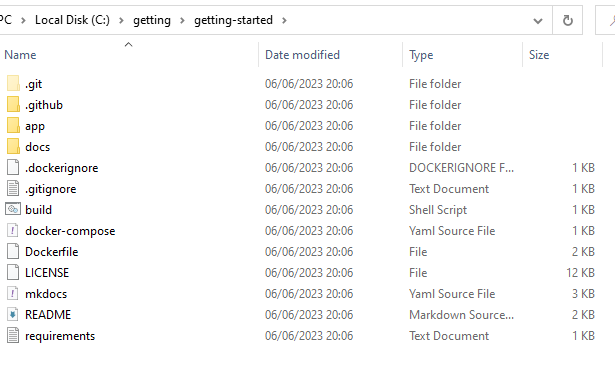 PC > Local Disk (C:) > getting > getting-started >
Name Date modified Type Size
.git 06/06/2023 20:06 File folder
.github 06/06/2023 20:06 File folder
app 06/06/2023 20:06 File folder
docs 06/06/2023 20:06 File folder
.dockerignore 06/06/2023 20:06 DOCKERIGNORE F... 1 KB
.gitignore 06/06/2023 20:06 Text Document 1 KB
build 06/06/2023 20:06 Shell Script 1 KB
docker-compose 06/06/2023 20:06 Yaml Source File 1 KB
Dockerfile 06/06/2023 20:06 File 2 KB
LICENSE 06/06/2023 20:06 File 12 KB
mkdocs 06/06/2023 20:06 Yaml Source File 3 KB
README 06/06/2023 20:06 Markdown Source... 3 KB
requirements 06/06/2023 20:06 Text Document 1 KB